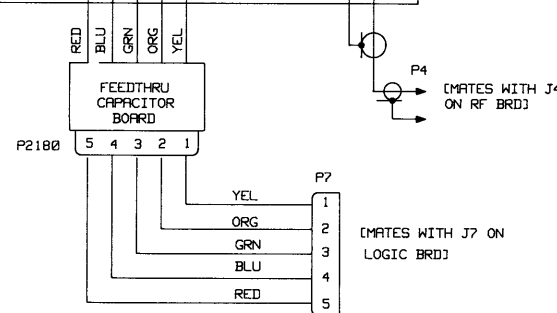 RED BLU GRN ORG YEL
FEEDTHRU
CAPACITOR
BOARD
P2180
5 4 3 2 1
P4
[MATES WITH J4
ON RF BRD]
P7
YEL 1
ORG 2
GRN 3
BLU 4
RED 5
[MATES WITH J7 ON
LOGIC BRD]